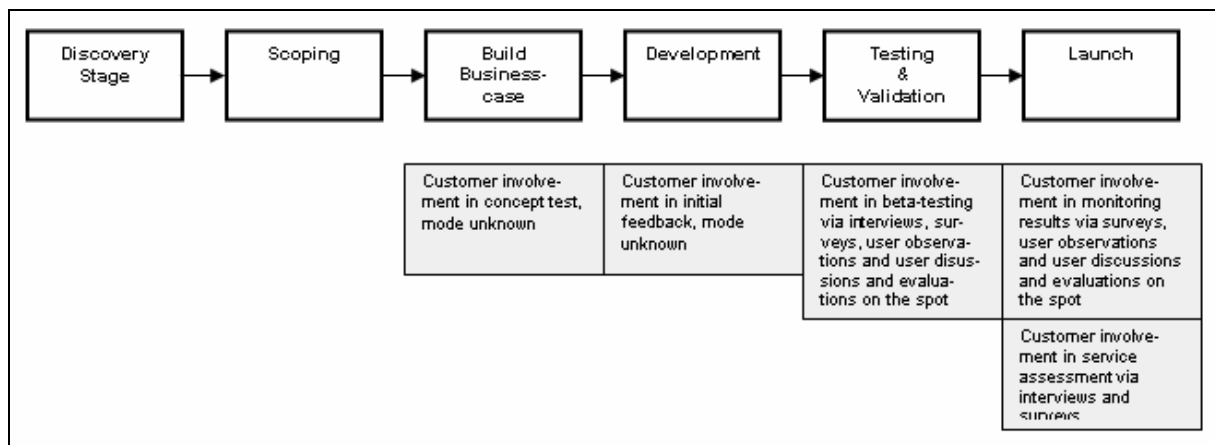 Discovery
Stage
Scoping
Build
Business-
case
Development
Testing
&
Validation
Launch
Customer involve-
ment in concept test,
mode unknown
Customer involve-
ment in initial
feedback, mode
unknown
Customer involve-
ment in beta-testing
via interviews, sur-
veys, user observa-
tions and user disus-
sions and evalua-
tions on the spot
Customer involve-
ment in monitoring
results via surveys,
user observations
and user discussions
and evaluations on
the spot
Customer involve-
ment in service
assessment via
interviews and
surveys